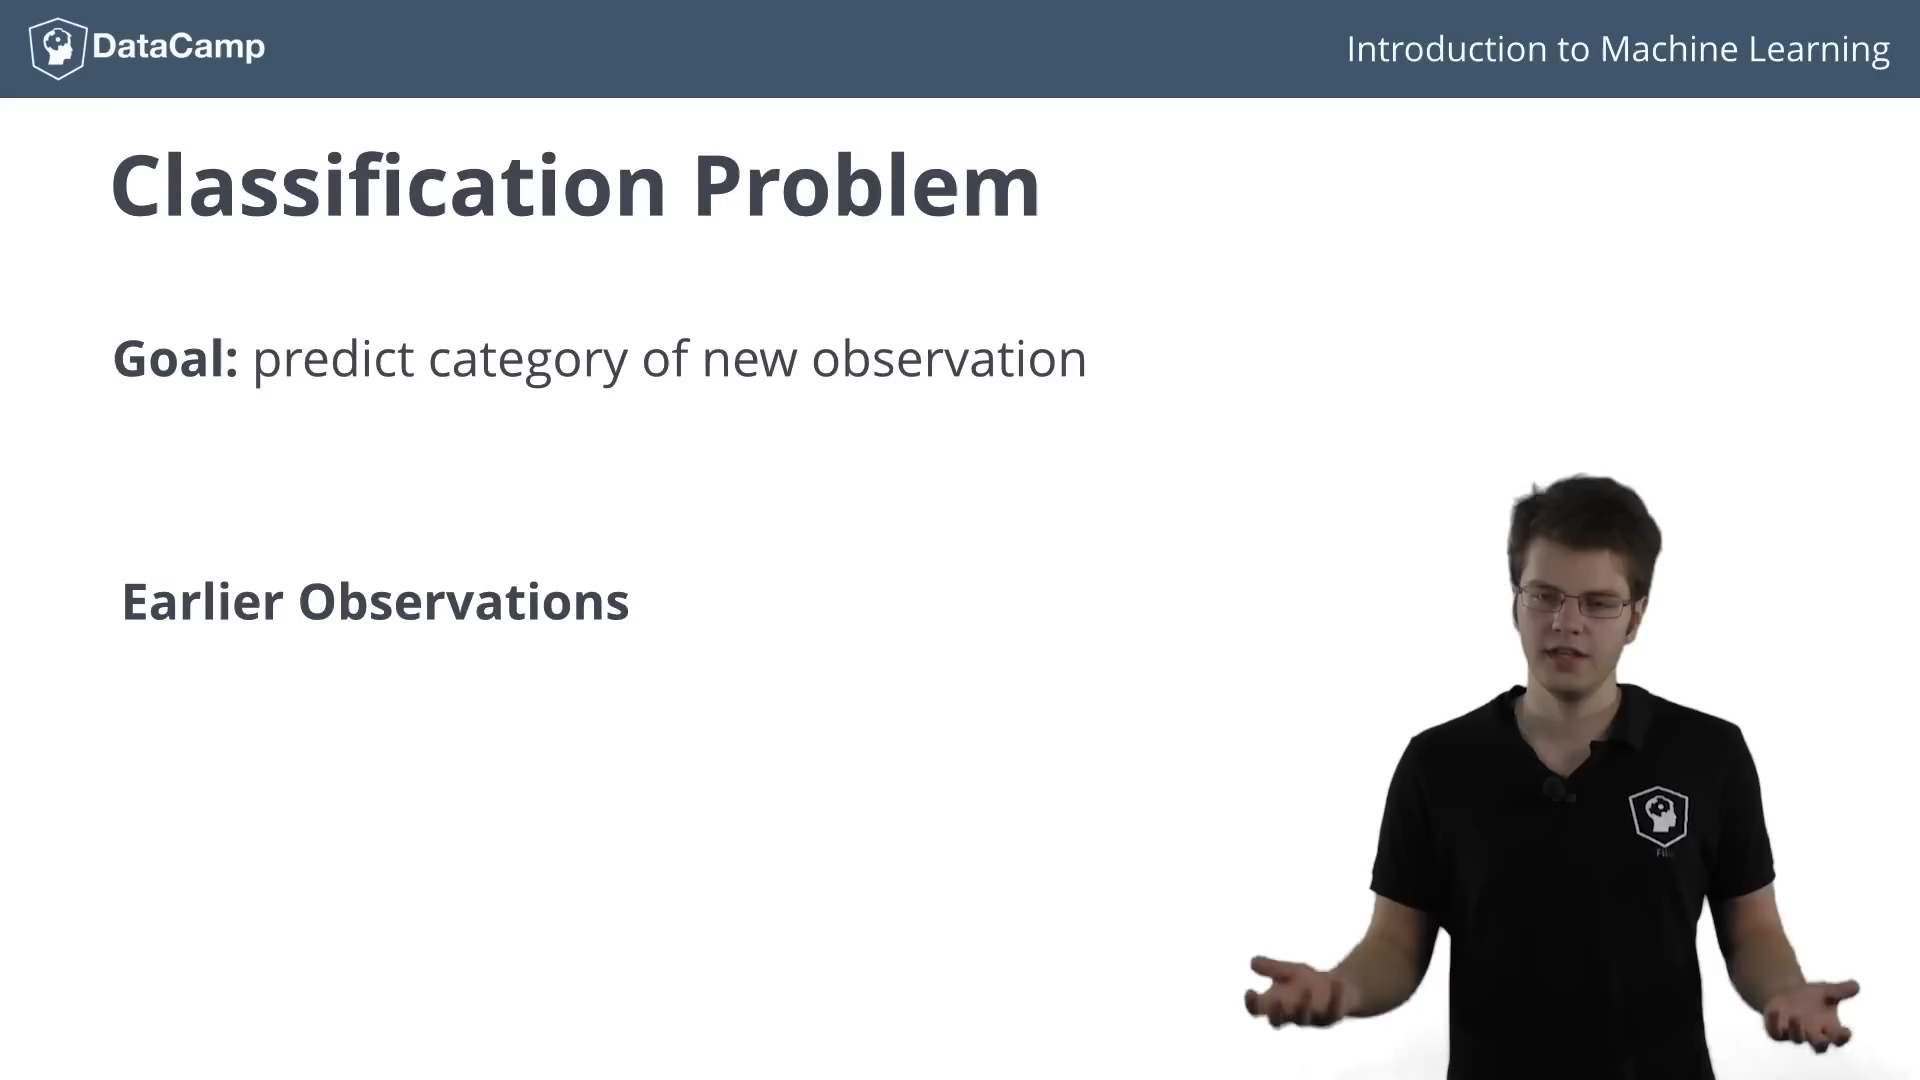 DataCamp
Introduction to Machine Learning
Classification Problem
Goal: predict category of new observation
Earlier Observations